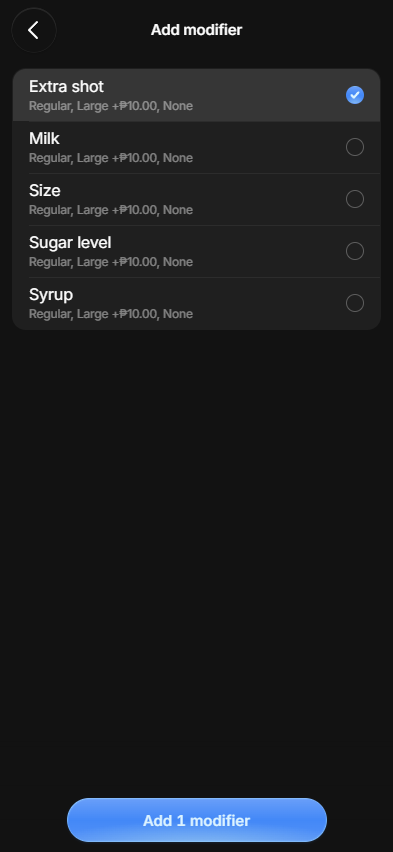 Add modifier
Extra shot
Regular, Large +₱10.00, None
Milk
Regular, Large +₱10.00, None
Size
Regular, Large +₱10.00, None
Sugar level
Regular, Large +₱10.00, None
Syrup
Regular, Large +₱10.00, None
Add 1 modifier